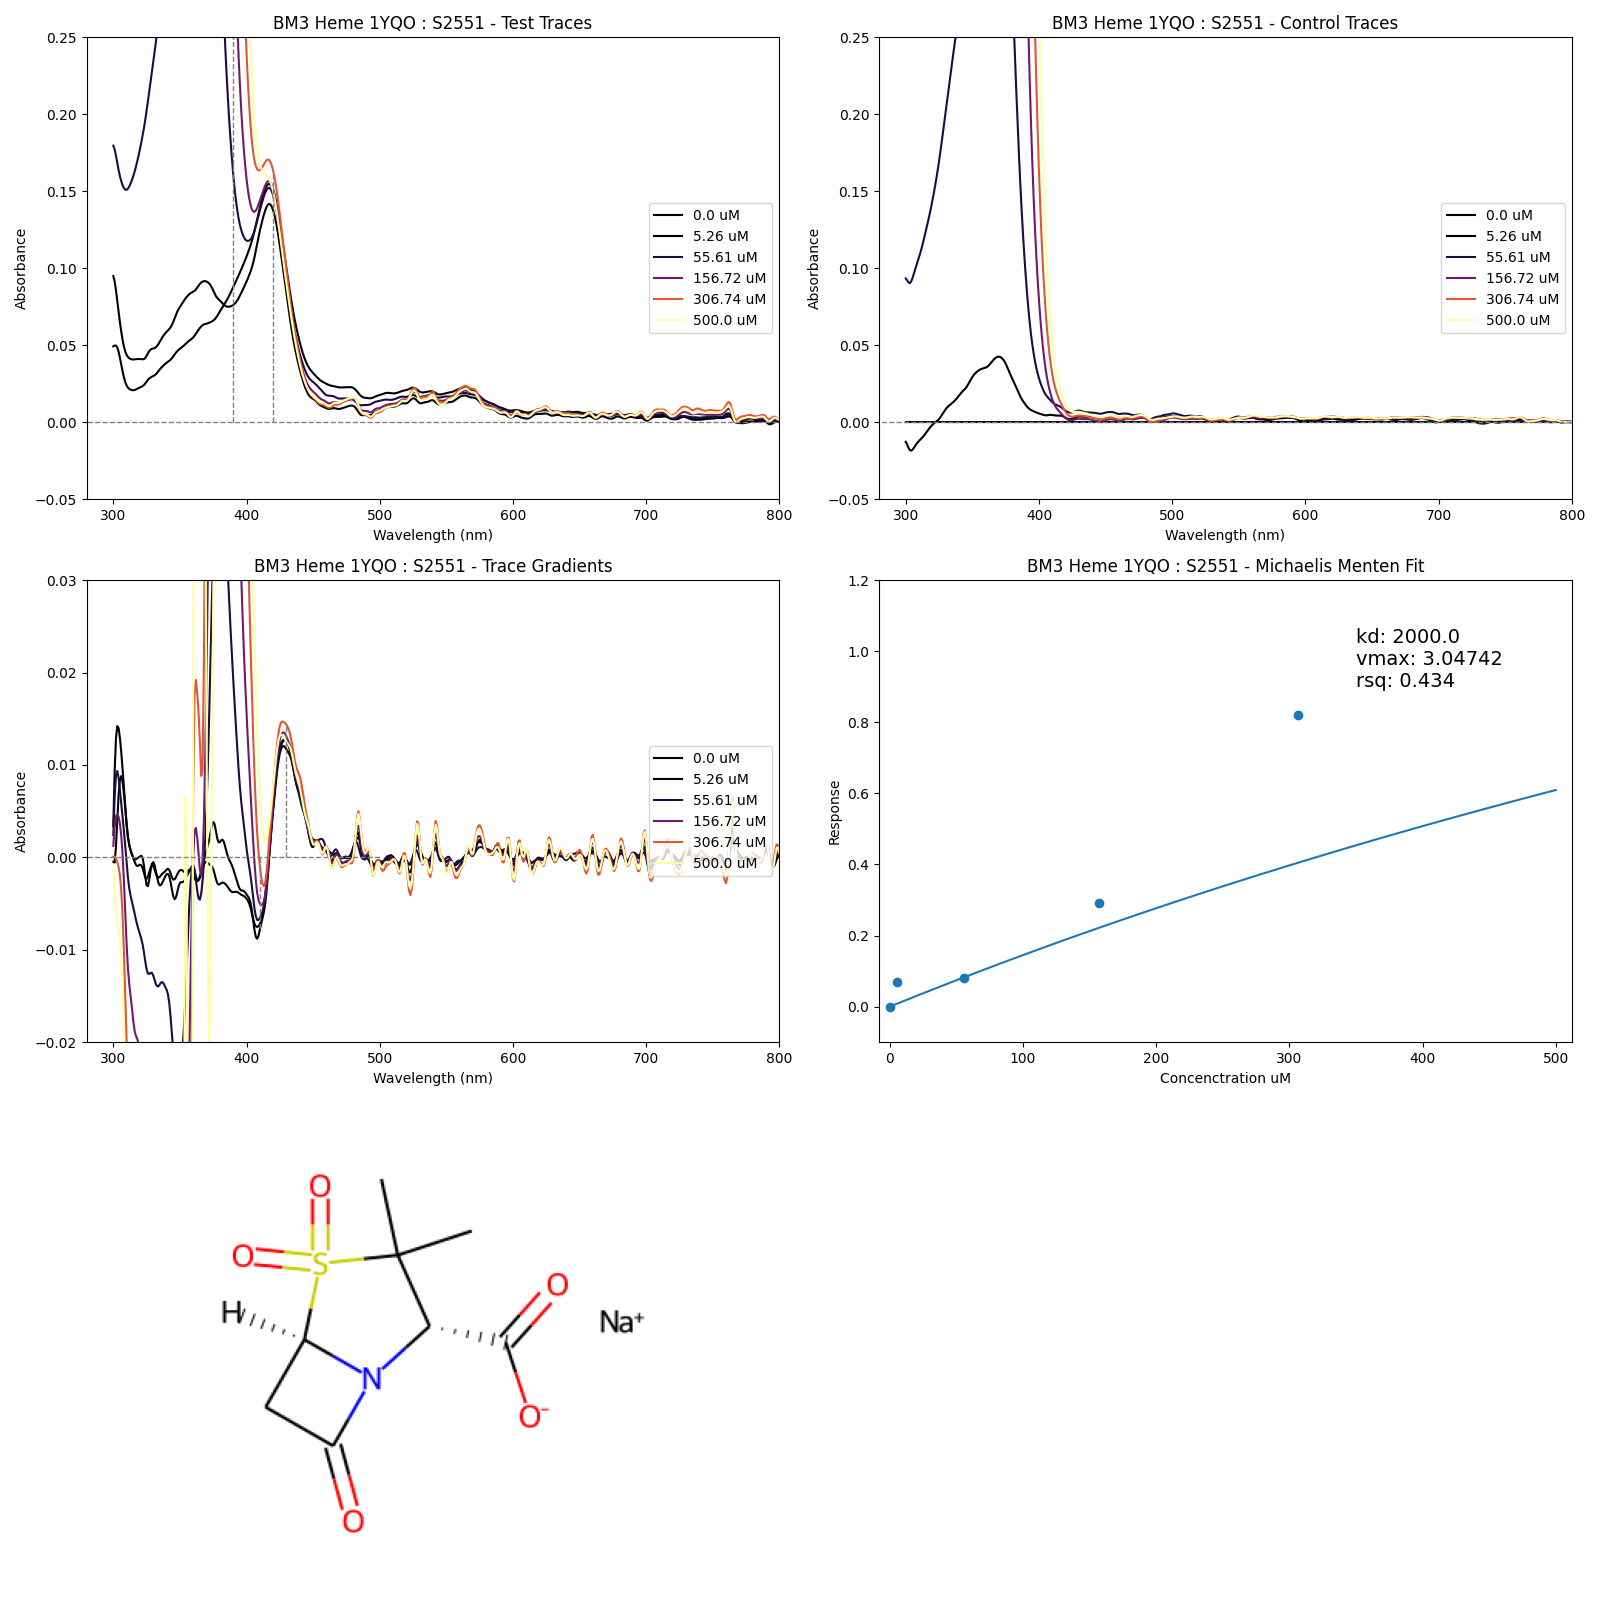 BM3 Heme 1YQO : S2551 - Test Traces
Absorbance
0.25
0.20
0.15
0.10
0.05
0.00
−0.05
300 400 500 600 700 800
Wavelength (nm)
0.0 uM
5.26 uM
55.61 uM
156.72 uM
306.74 uM
500.0 uM
BM3 Heme 1YQO : S2551 - Control Traces
Absorbance
0.25
0.20
0.15
0.10
0.05
0.00
−0.05
300 400 500 600 700 800
Wavelength (nm)
0.0 uM
5.26 uM
55.61 uM
156.72 uM
306.74 uM
500.0 uM
BM3 Heme 1YQO : S2551 - Trace Gradients
Absorbance
0.03
0.02
0.01
0.00
−0.01
−0.02
300 400 500 600 700 800
Wavelength (nm)
0.0 uM
5.26 uM
55.61 uM
156.72 uM
306.74 uM
500.0 uM
BM3 Heme 1YQO : S2551 - Michaelis Menten Fit
Response
1.2
1.0
0.8
0.6
0.4
0.2
0.0
0 100 200 300 400 500
Concenctration uM
kd: 2000.0
vmax: 3.04742
rsq: 0.434
O
O
S
O
H
Na+
N
O−
O